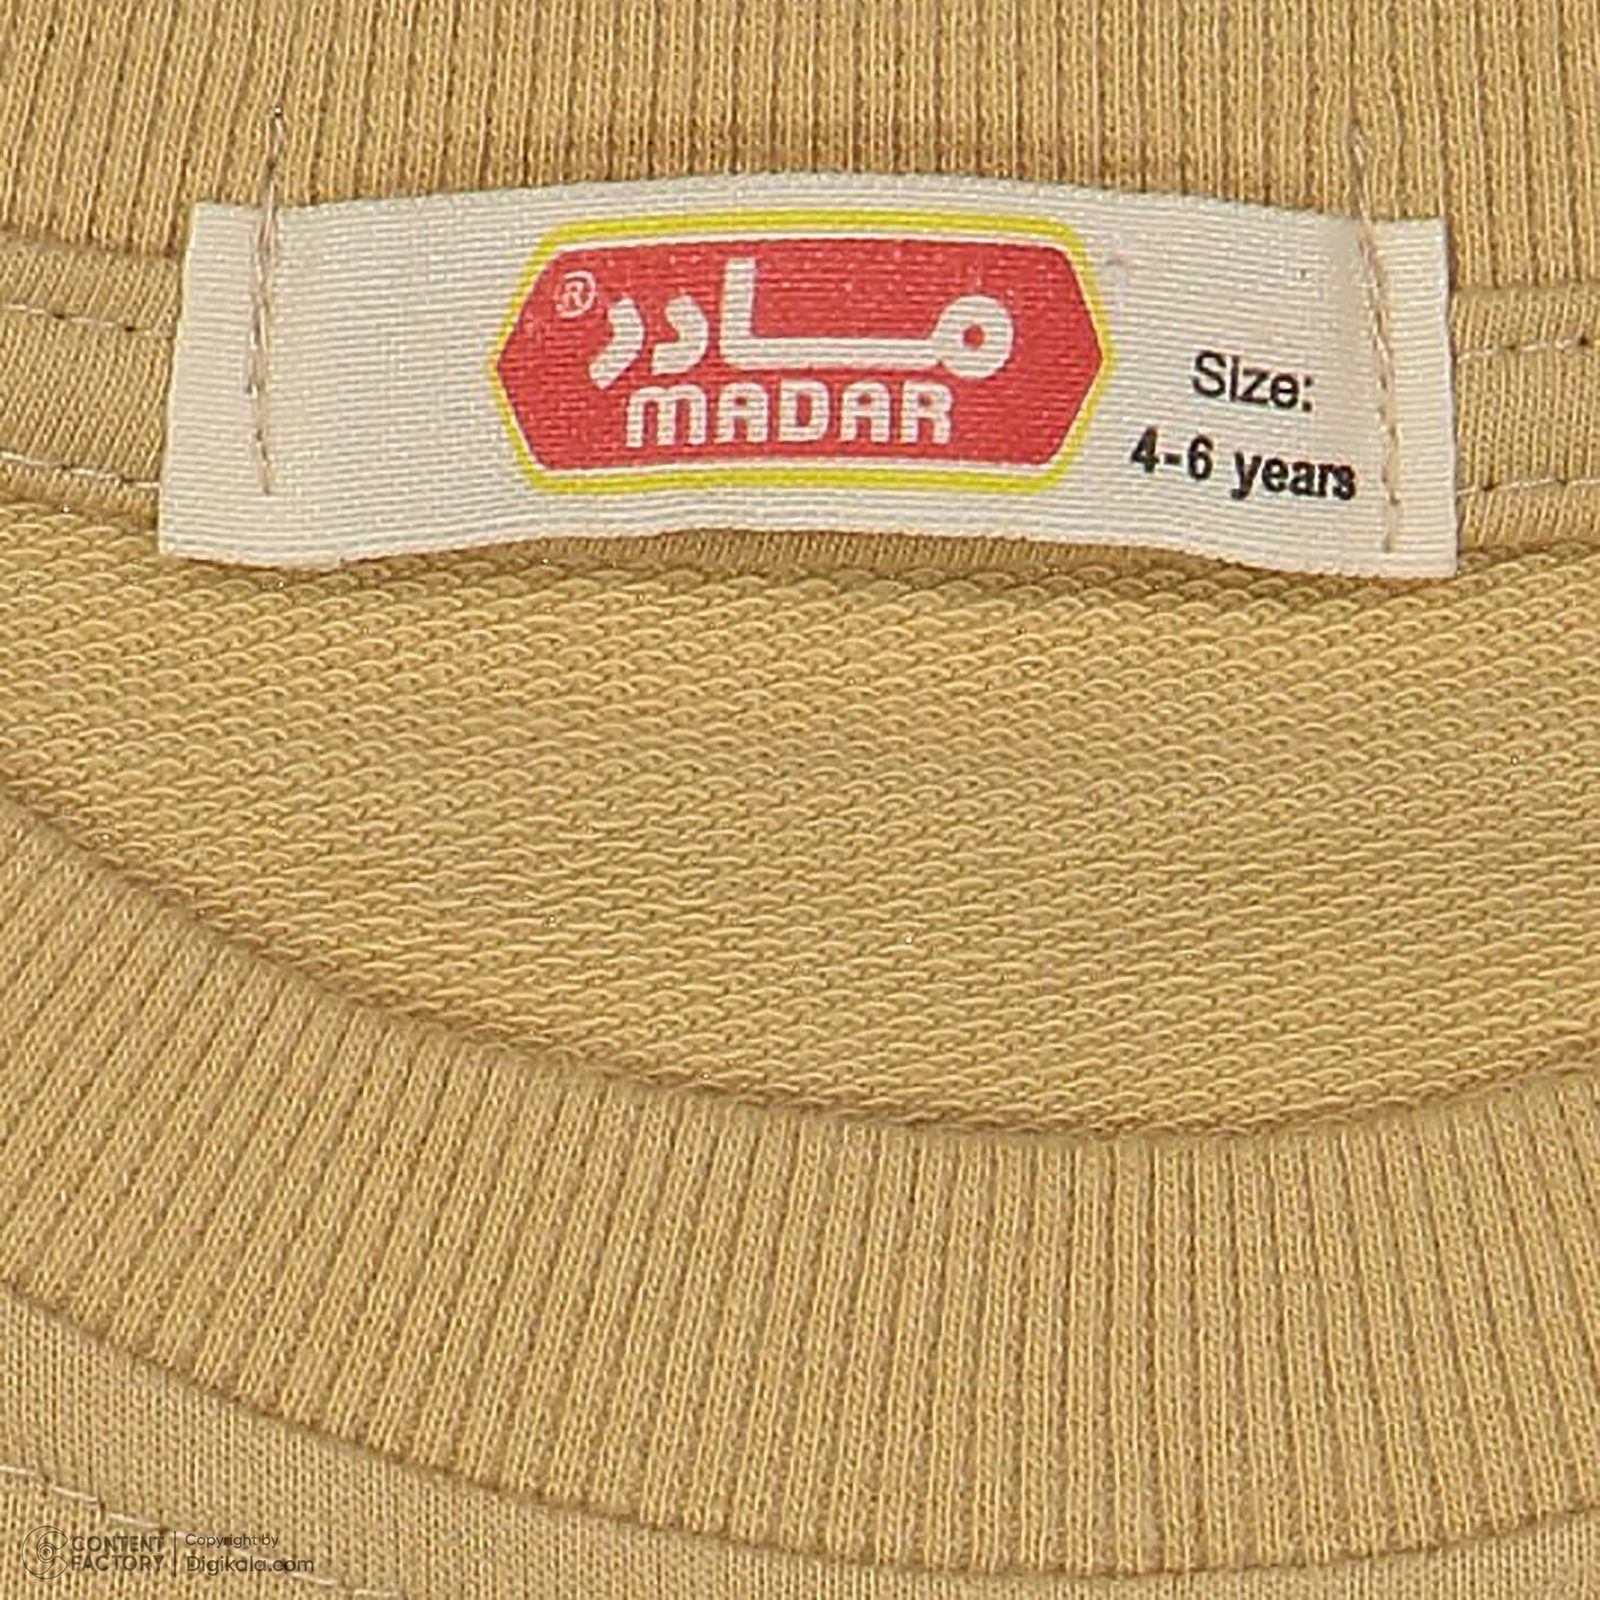 مادر ®
MADAR
Size:
4-6 years
CONTENT FACTORY
Copyright by
Digikala.com